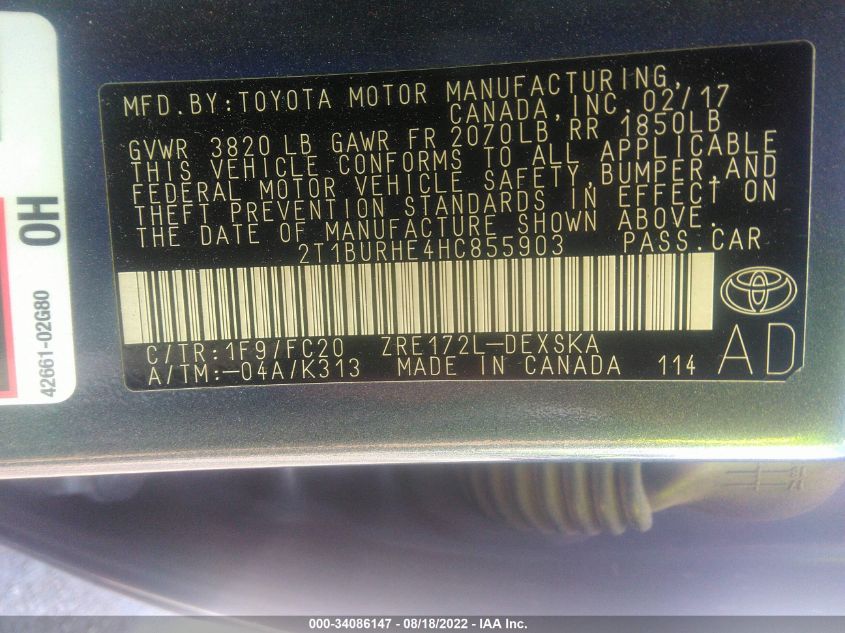 MFD.BY:TOYOTA MOTOR MANUFACTURING,
CANADA,INC. 02/17
GVWR 3820 LB GAWR FR 2070LB RR 1850LB
THIS VEHICLE CONFORMS TO ALL APPLICABLE
FEDERAL MOTOR VEHICLE SAFETY,BUMPER,AND
THEFT PREVENTION STANDARDS IN EFFECT ON
THE DATE OF MANUFACTURE SHOWN ABOVE.
2T1BURHE4HC855903 PASS.CAR
C/TR:1F9/FC20 ZRE172L-DEXSKA
A/TM:-04A/K313 MADE IN CANADA 114
AD
OH
42661-02G80
000-34086147 - 08/18/2022 - IAA Inc.